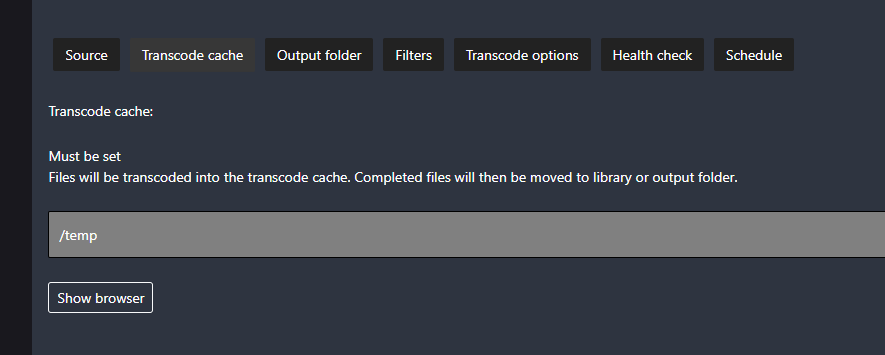 Source Transcode cache Output folder Filters Transcode options Health check Schedule
Transcode cache:
Must be set
Files will be transcoded into the transcode cache. Completed files will then be moved to library or output folder.
/temp
Show browser